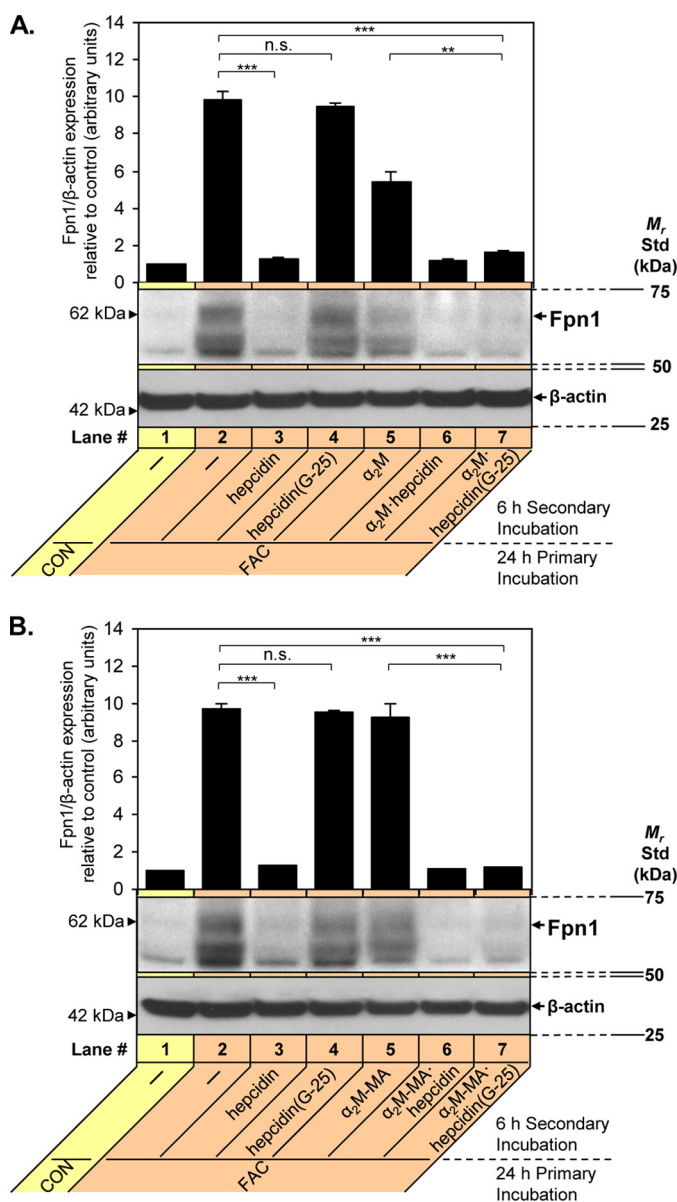 A.
Fpn1/β-actin expression
relative to control (arbitrary units)
14
12
10
8
6
4
2
0
***
n.s.
***
**
Mr
Std
(kDa)
75
62 kDa
Fpn1
50
42 kDa
β-actin
25
Lane # 1 2 3 4 5 6 7
–
–
hepcidin
hepcidin(G-25)
α2M
α2M·hepcidin
α2M·
hepcidin(G-25)
6 h Secondary
Incubation
CON
FAC
24 h Primary
Incubation
B.
Fpn1/β-actin expression
relative to control (arbitrary units)
14
12
10
8
6
4
2
0
***
n.s.
***
***
Mr
Std
(kDa)
75
62 kDa
Fpn1
50
42 kDa
β-actin
25
Lane # 1 2 3 4 5 6 7
–
–
hepcidin
hepcidin(G-25)
α2M-MA
α2M-MA·
hepcidin
α2M-MA·
hepcidin(G-25)
6 h Secondary
Incubation
CON
FAC
24 h Primary
Incubation